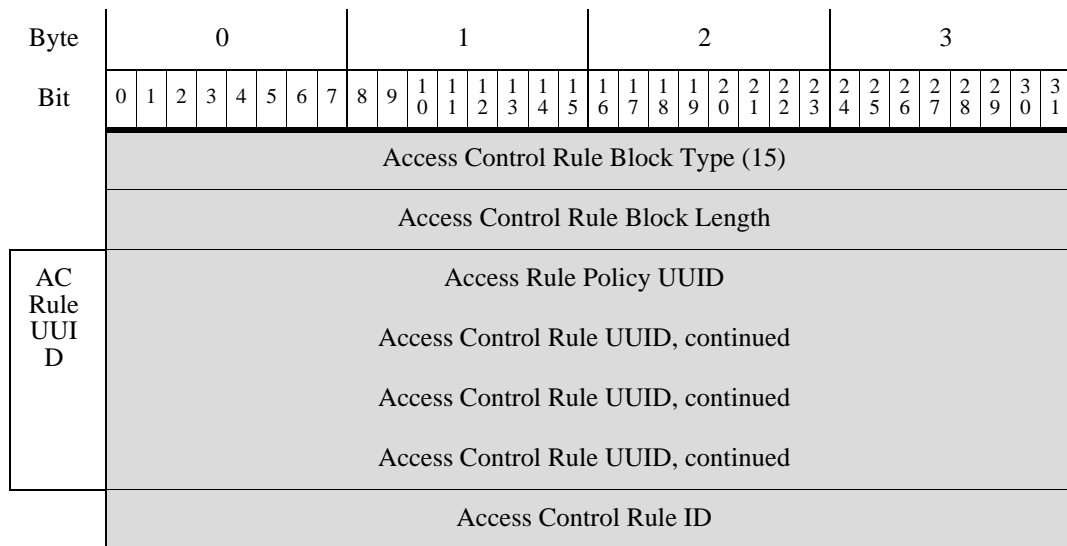 Byte 0 1 2 3
Bit 0 1 2 3 4 5 6 7 8 9 10 11 12 13 14 15 16 17 18 19 20 21 22 23 24 25 26 27 28 29 30 31
Access Control Rule Block Type (15)
Access Control Rule Block Length
AC
Rule
UUI
D
Access Rule Policy UUID
Access Control Rule UUID, continued
Access Control Rule UUID, continued
Access Control Rule UUID, continued
Access Control Rule ID